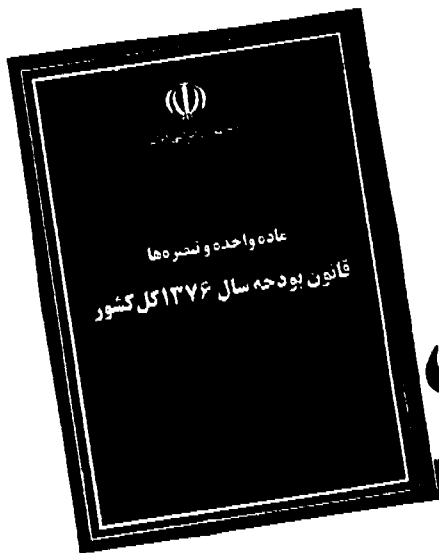 ماده واحده و تبصره‌ها
قانون بودجه سال ۱۳۷۶ کل کشور